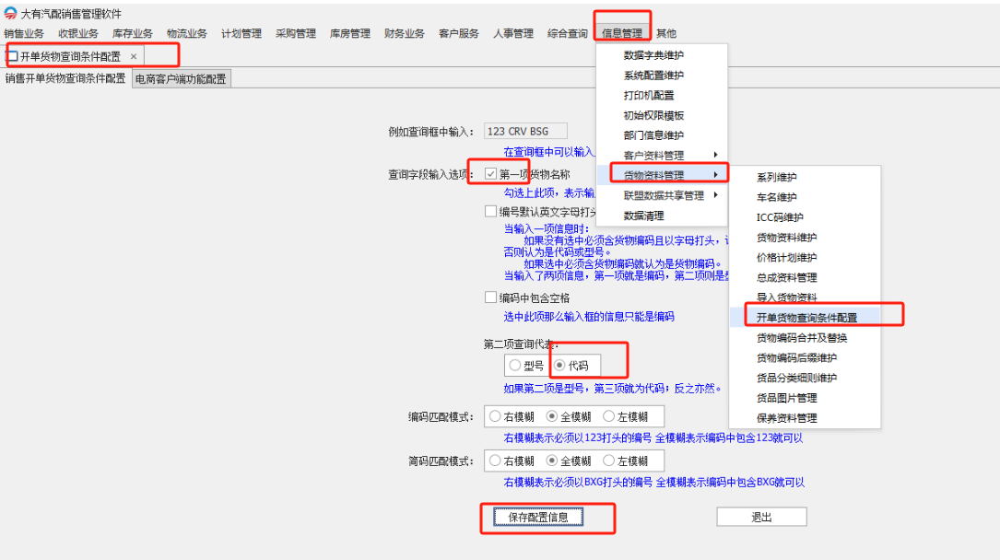 大有汽配销售管理软件
销售业务 收银业务 库存业务 物流业务 计划管理 采购管理 库房管理 财务业务 客户服务 人事管理 综合查询 信息管理 其他
开单货物查询条件配置 ×
销售开单货物查询条件配置 电商客户端功能配置
数据字典维护
系统配置维护
打印机配置
初始权限模板
部门信息维护
客户资料管理
货物资料管理
联盟数据共享管理
数据清理
系列维护
车名维护
ICC码维护
货物资料维护
价格计划维护
总成资料管理
导入货物资料
开单货物查询条件配置
货物编码合并及替换
货物编码后缀维护
货品分类细则维护
货品图片管理
保养资料管理
例如查询框中输入: 123 CRV BSG
在查询框中可以输入
查询字段输入选项: 第一项货物名称
勾选上此项，表示输
编号默认英文字母打头
当输入一项信息时:
如果没有选中必须含货物编码且以字母打头，
否则认为是代码或型号。
如果选中必须含货物编码就认为是货物编码。
当输入了两项信息，第一项就是编码，第二项则是
编码中包含空格
选中此项那么输入框的信息只能是编码
第二项查询代表:
型号 代码
如果第二项是型号，第三项就为代码；反之亦然。
编码匹配模式: 右模糊 全模糊 左模糊
右模糊表示必须以123打头的编号 全模糊表示编码中包含123就可以
简码匹配模式: 右模糊 全模糊 左模糊
右模糊表示必须以BXG打头的编号 全模糊表示编码中包含BXG就可以
保存配置信息 退出